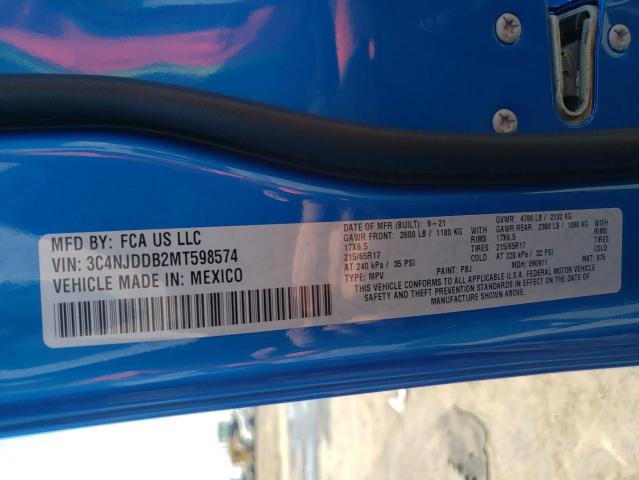 MFD BY: FCA US LLC
VIN: 3C4NJDDB2MT598574
VEHICLE MADE IN: MEXICO
DATE OF MFR (BUILT): 9-21 GVWR: 4700 LB / 2132 KG
GAWR FRONT: 2600 LB / 1180 KG WITH GAWR REAR: 2380 LB / 1080 KG WITH
17X6.5 RIMS 17X6.5 RIMS
215/65R17 TIRES 215/65R17 TIRES
AT 240 kPa / 35 PSI COLD AT 220 kPa / 32 PSI COLD
TYPE: MPV PAINT: PBJ MDH: 090911 MKT: 875
THIS VEHICLE CONFORMS TO ALL APPLICABLE U.S.A. FEDERAL MOTOR VEHICLE
SAFETY AND THEFT PREVENTION STANDARDS IN EFFECT ON THE DATE OF
MANUFACTURE SHOWN ABOVE.